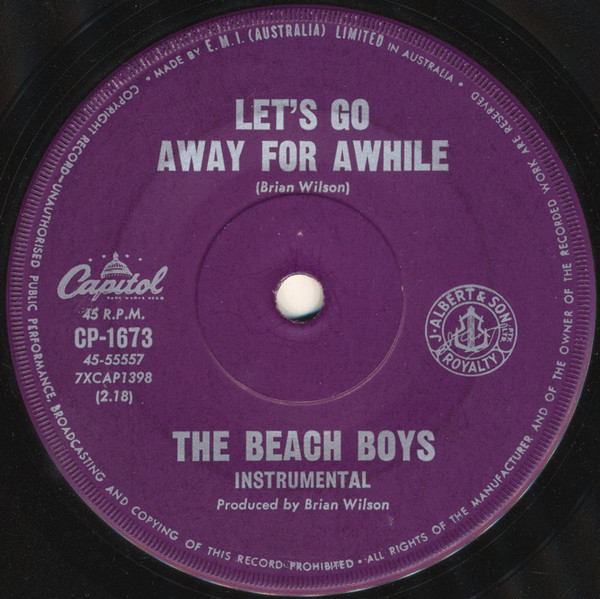 • MADE BY E.M.I. (AUSTRALIA) LIMITED IN AUSTRALIA •
COPYRIGHT RECORD–UNAUTHORISED PUBLIC PERFORMANCE, BROADCASTING AND COPYING OF THIS RECORD PROHIBITED • ALL RIGHTS OF THE MANUFACTURER AND OF THE OWNER OF THE RECORDED WORK ARE RESERVED
LET'S GO
AWAY FOR AWHILE
(Brian Wilson)
Capitol
45 R.P.M.
CP-1673
45-55557
7XCAP1398
(2.18)
J. ALBERT & SON PTY LTD
ROYALTY
THE BEACH BOYS
INSTRUMENTAL
Produced by Brian Wilson